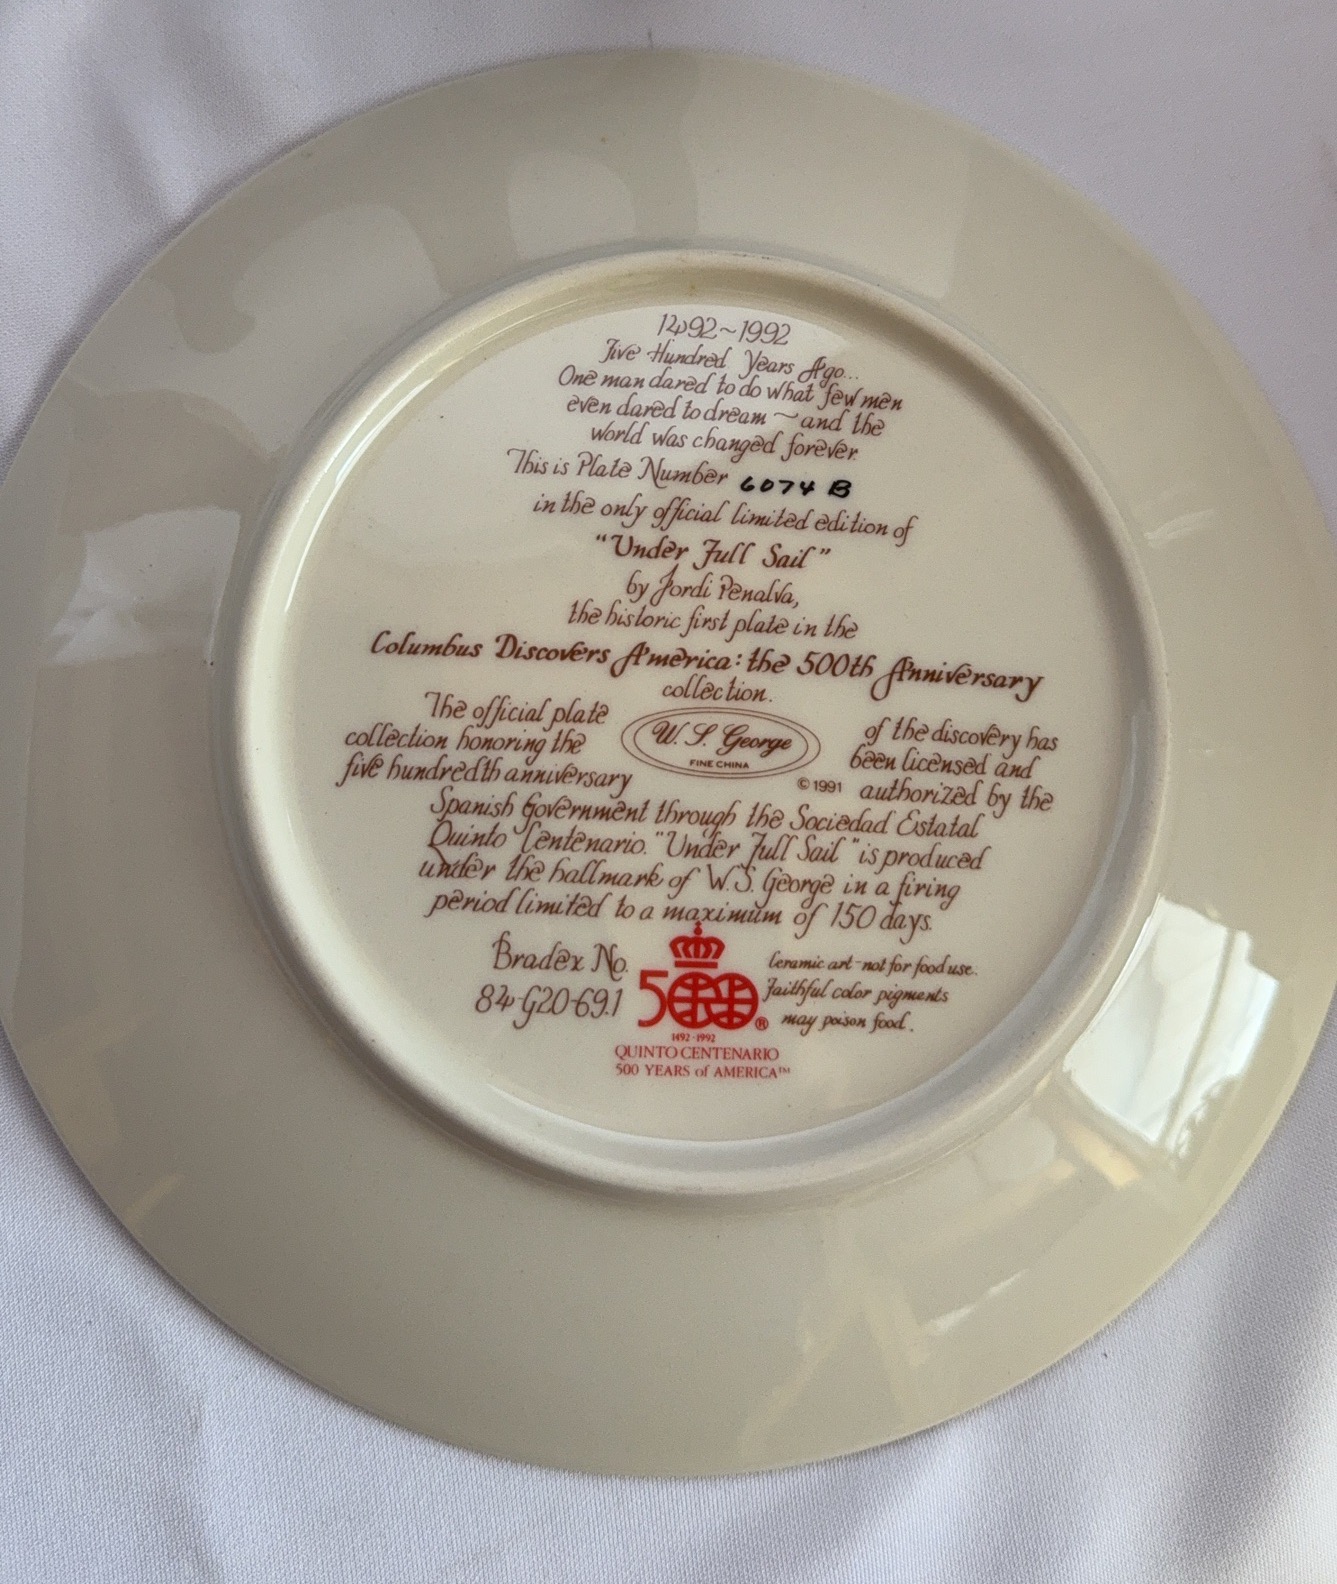 1492~1992
Five Hundred Years Ago...
One man dared to do what few men
even dared to dream ~ and the
world was changed forever.
This is Plate Number 6074 B
in the only official limited edition of
"Under Full Sail"
by Jordi Penalva,
the historic first plate in the
Columbus Discovers America: the 500th Anniversary
collection.
The official plate
collection honoring the
five hundredth anniversary
W. S. George
FINE CHINA
©1991
of the discovery has
been licensed and
authorized by the
Spanish Government through the Sociedad Estatal
Quinto Centenario. "Under Full Sail" is produced
under the hallmark of W.S. George in a firing
period limited to a maximum of 150 days.
Bradex No.
84-G20-69.1
500®
1492-1992
QUINTO CENTENARIO
500 YEARS of AMERICA™
Ceramic art-not for food use.
Faithful color pigments
may poison food.